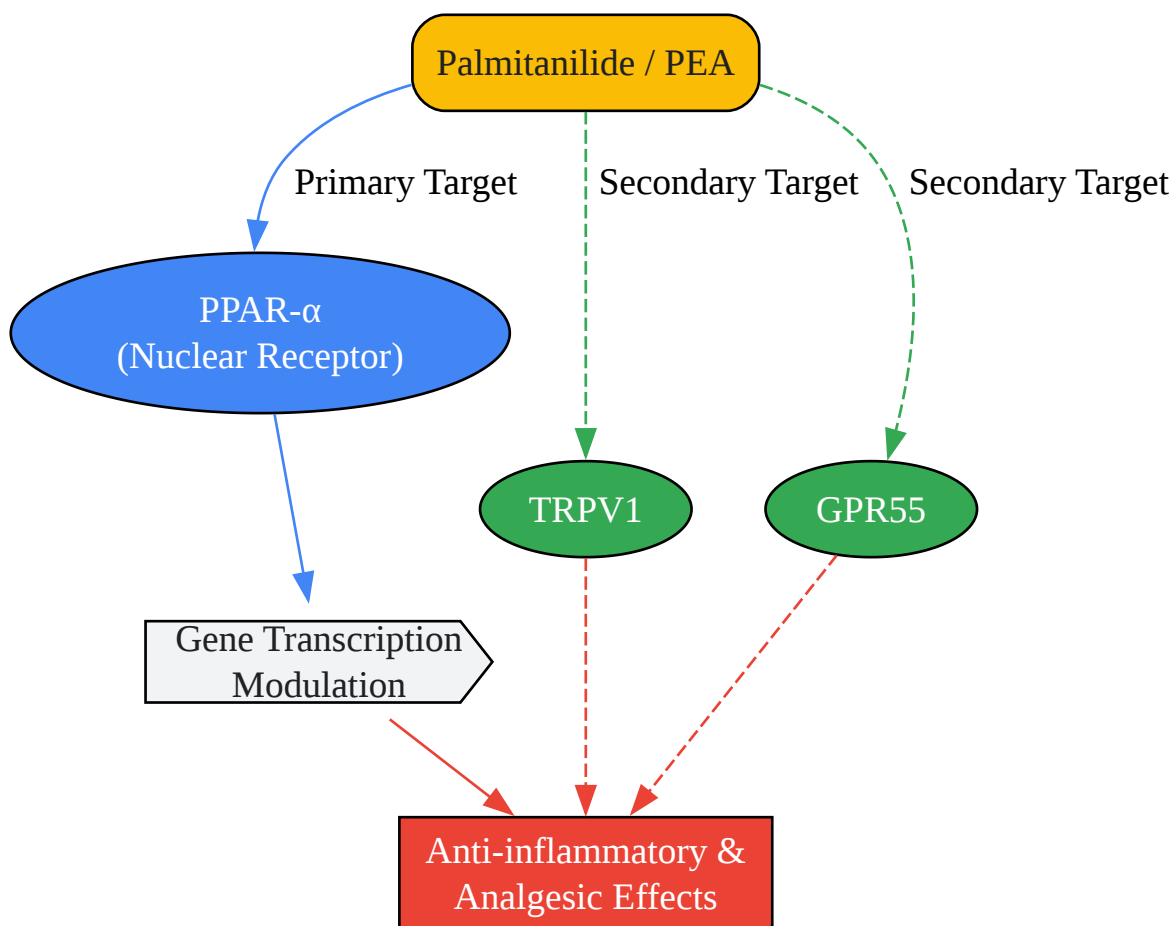 Palmitanilide / PEA
Primary Target
Secondary Target
Secondary Target
PPAR-α
(Nuclear Receptor)
TRPV1
GPR55
Gene Transcription
Modulation
Anti-inflammatory &
Analgesic Effects